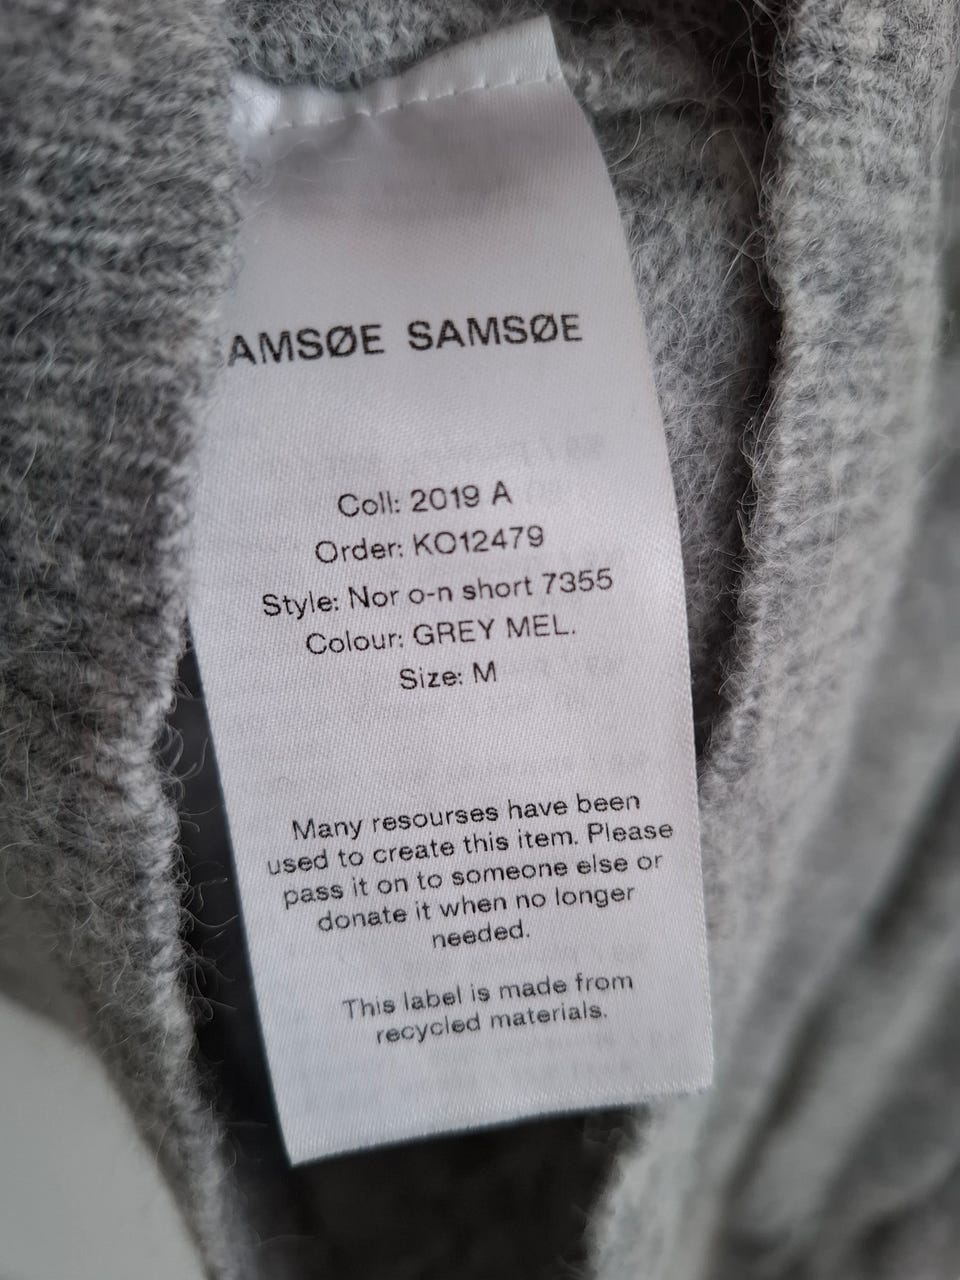 AMSØE SAMSØE
Coll: 2019 A
Order: KO12479
Style: Nor o-n short 7355
Colour: GREY MEL.
Size: M
Many resourses have been
used to create this item. Please
pass it on to someone else or
donate it when no longer
needed.
This label is made from
recycled materials.